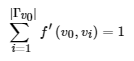 |Γv0|
∑ f′(v0, vi) = 1
i=1